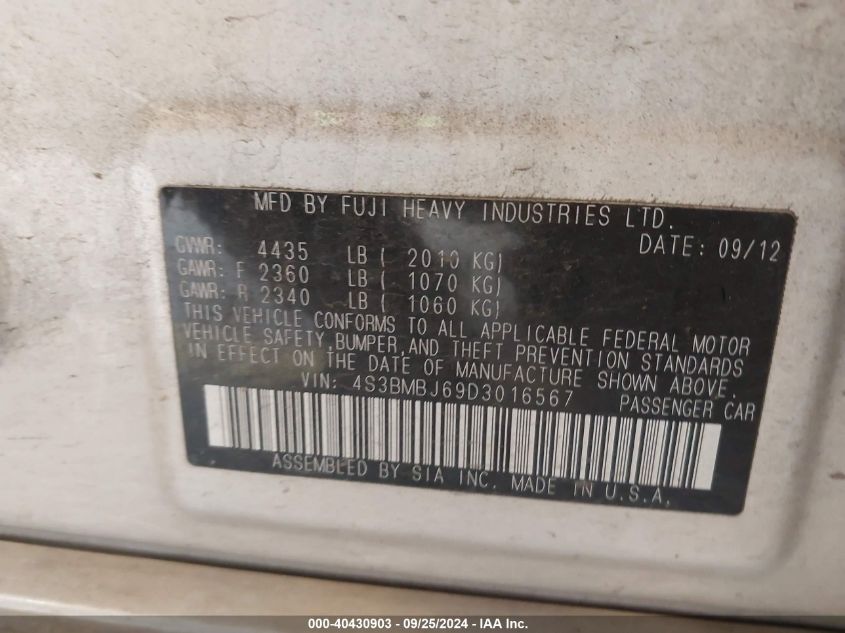 MFD BY FUJI HEAVY INDUSTRIES LTD.
DATE: 09/12
GVWR: 4435 LB ( 2010 KG)
GAWR: F 2360 LB ( 1070 KG)
GAWR: R 2340 LB ( 1060 KG)
THIS VEHICLE CONFORMS TO ALL APPLICABLE FEDERAL MOTOR
VEHICLE SAFETY, BUMPER, AND THEFT PREVENTION STANDARDS
IN EFFECT ON THE DATE OF MANUFACTURE SHOWN ABOVE.
VIN: 4S3BMBJ69D3016567 PASSENGER CAR
ASSEMBLED BY SIA INC. MADE IN U.S.A.
000-40430903 - 09/25/2024 - IAA Inc.